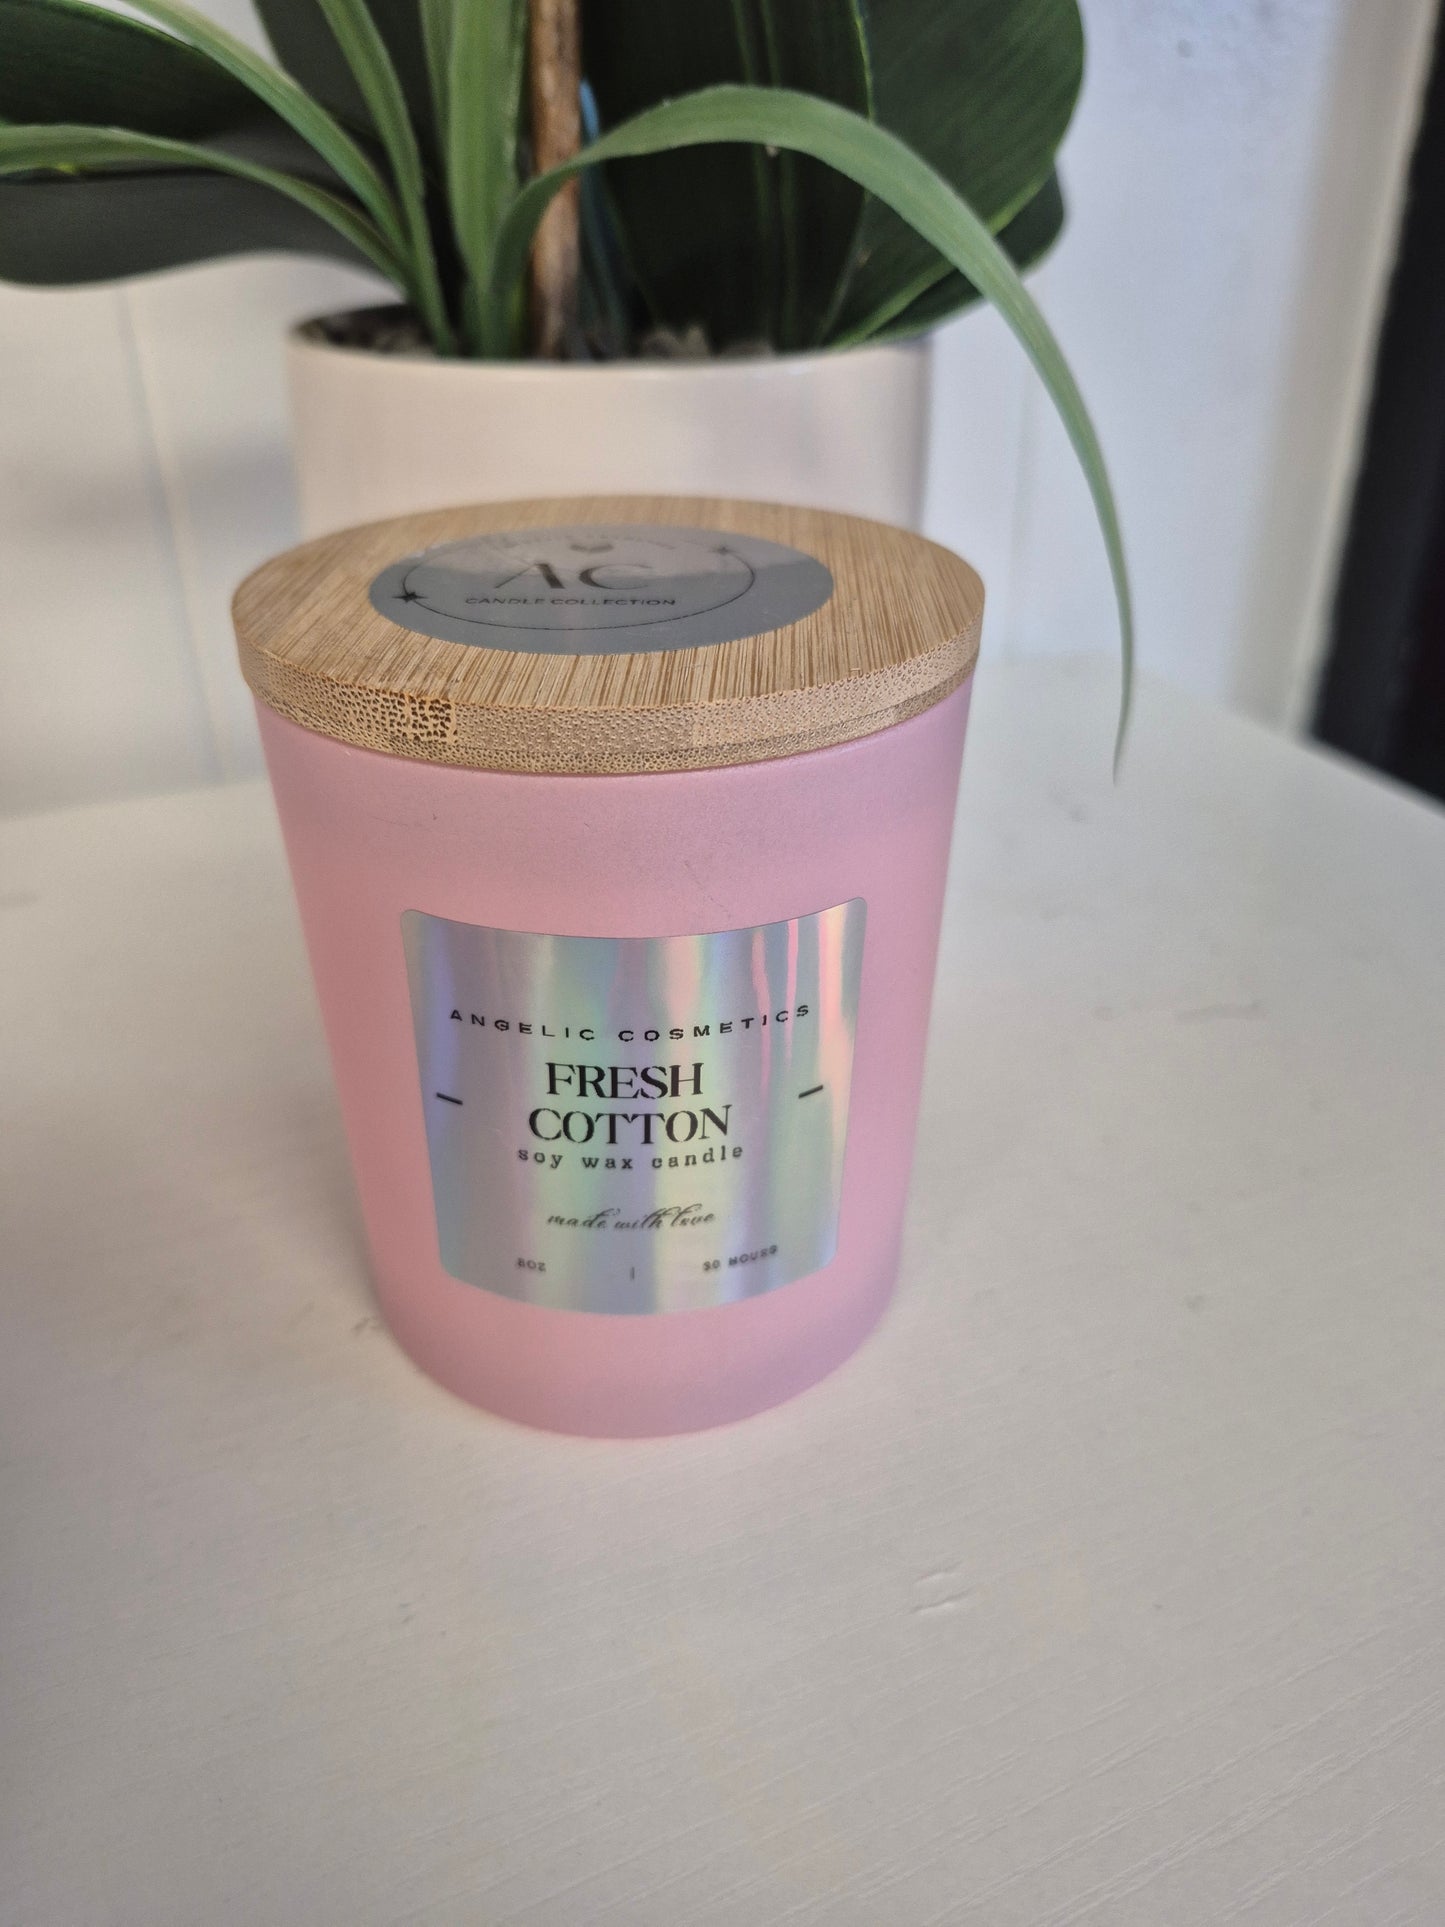 AC
CANDLE COLLECTION
ANGELIC COSMETICS
FRESH
COTTON
soy wax candle
made with love
8OZ | 30 HOURS